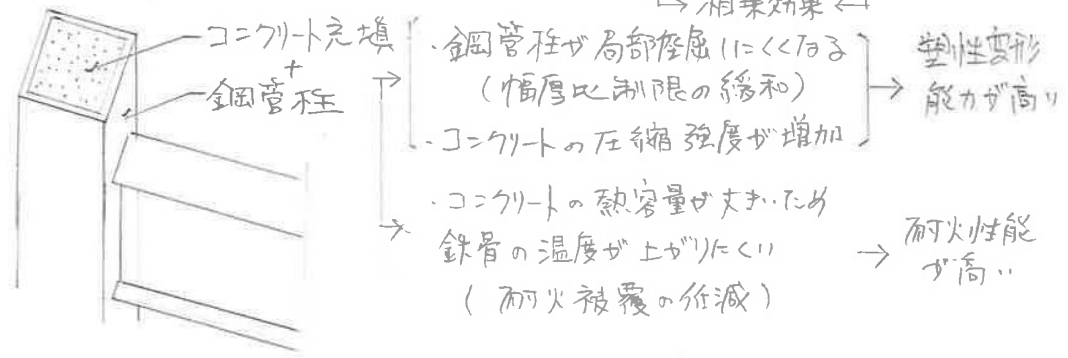 →相乗効果←
コンクリート充填
+
鋼管柱
→
・鋼管柱が局部座屈しにくくなる
(幅厚比制限の緩和)
・コンクリートの圧縮強度が増加
→
塑性変形
能力が高い
→
・コンクリートの熱容量が大きいため
鉄骨の温度が上がりにくい
(耐火被覆の低減)
→
耐火性能
が高い